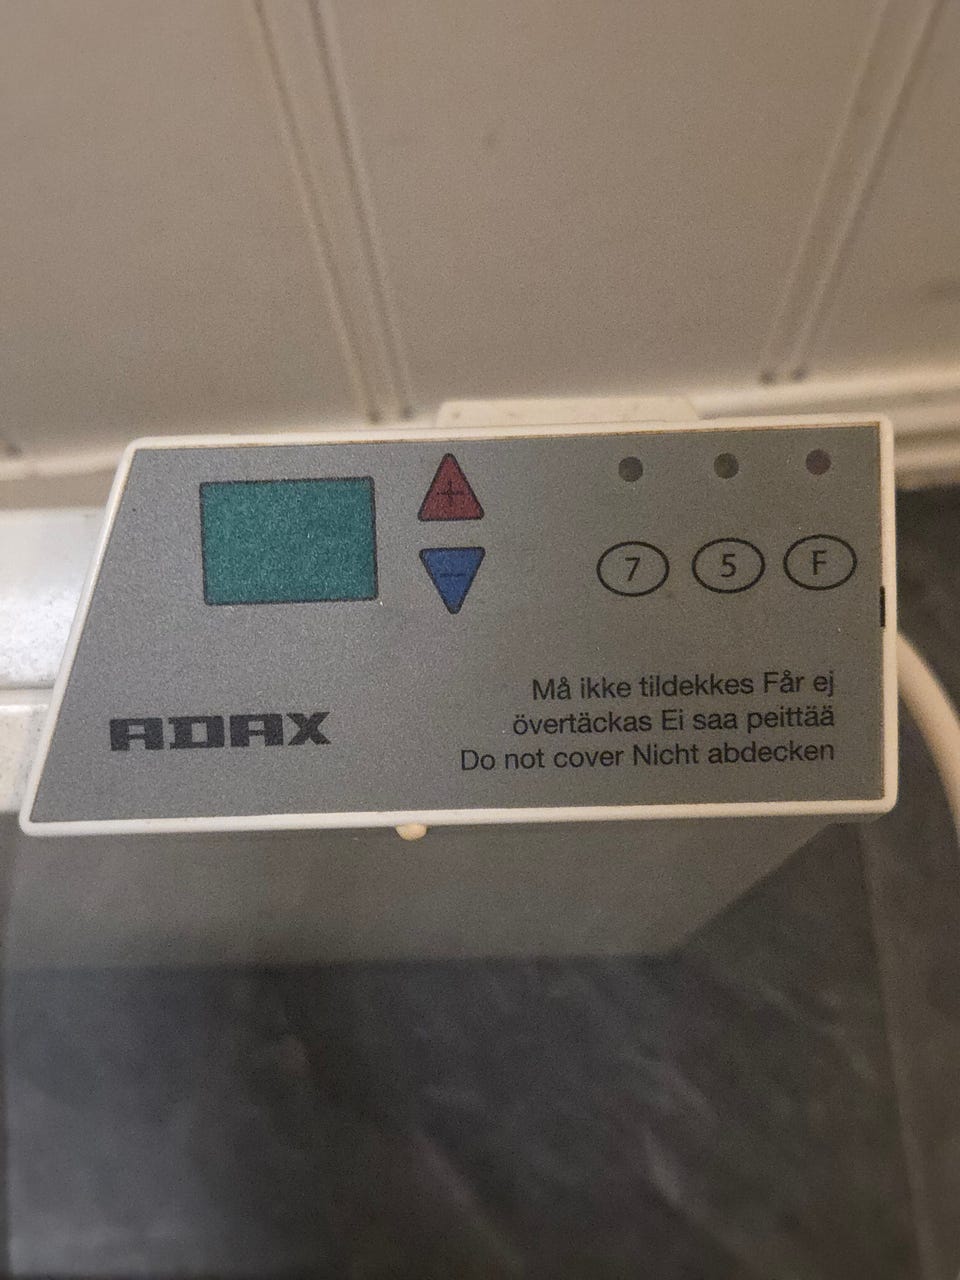 +
−
7 5 F
ADAX
Må ikke tildekkes Får ej
övertäckas Ei saa peittää
Do not cover Nicht abdecken